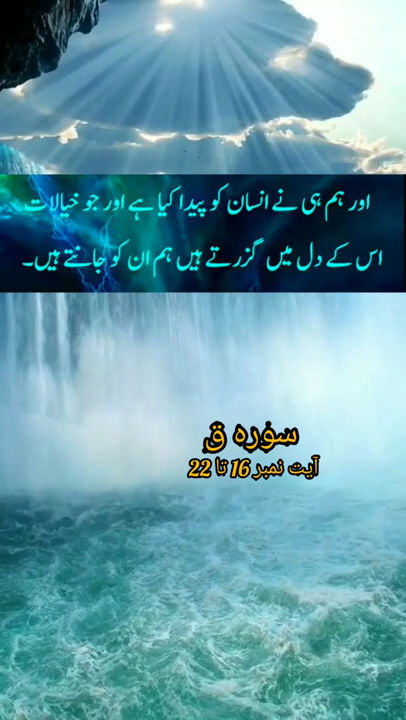 اور ہم ہی نے انسان کو پیدا کیا ہے اور جو خیالات
اس کے دل میں گزرتے ہیں ہم ان کو جانتے ہیں۔
سورہ ق
آیت نمبر 16 تا 22